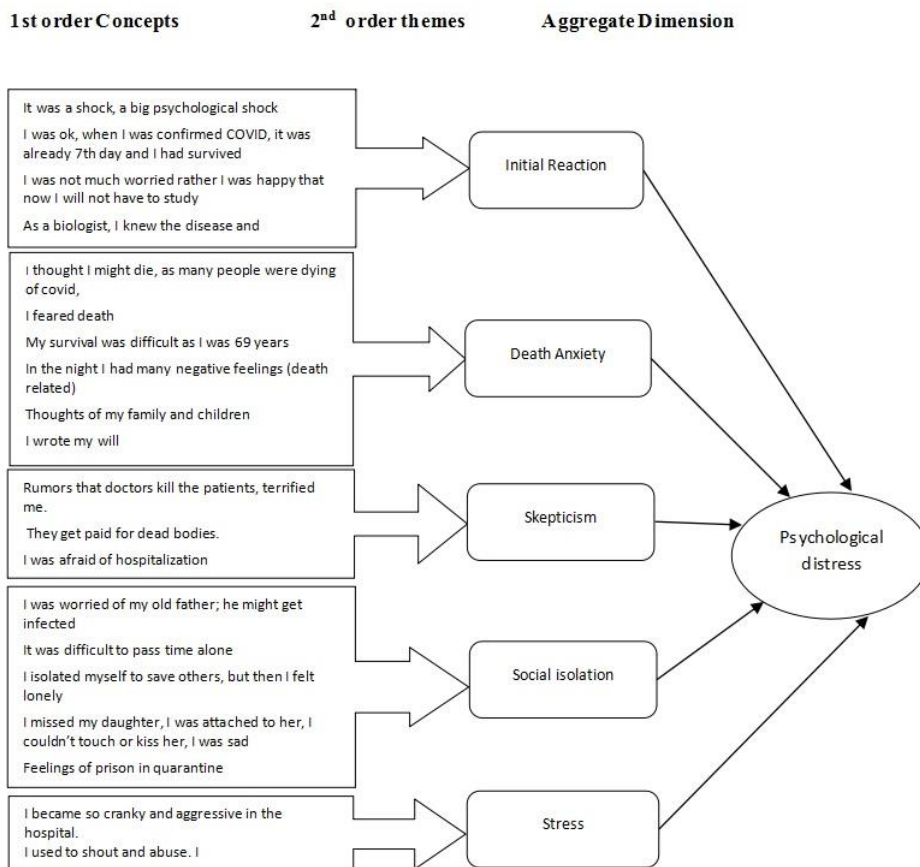 1st order Concepts 2nd order themes Aggregate Dimension
It was a shock, a big psychological shock
I was ok, when I was confirmed COVID, it was
already 7th day and I had survived
I was not much worried rather I was happy that
now I will not have to study
As a biologist, I knew the disease and
Initial Reaction
I thought I might die, as many people were dying
of covid,
I feared death
My survival was difficult as I was 69 years
In the night I had many negative feelings (death
related)
Thoughts of my family and children
I wrote my will
Death Anxiety
Rumors that doctors kill the patients, terrified
me.
They get paid for dead bodies.
I was afraid of hospitalization
Skepticism
Psychological
distress
I was worried of my old father; he might get
infected
It was difficult to pass time alone
I isolated myself to save others, but then I felt
lonely
I missed my daughter, I was attached to her, I
couldn't touch or kiss her, I was sad
Feelings of prison in quarantine
Social isolation
I became so cranky and aggressive in the
hospital.
I used to shout and abuse. I
Stress